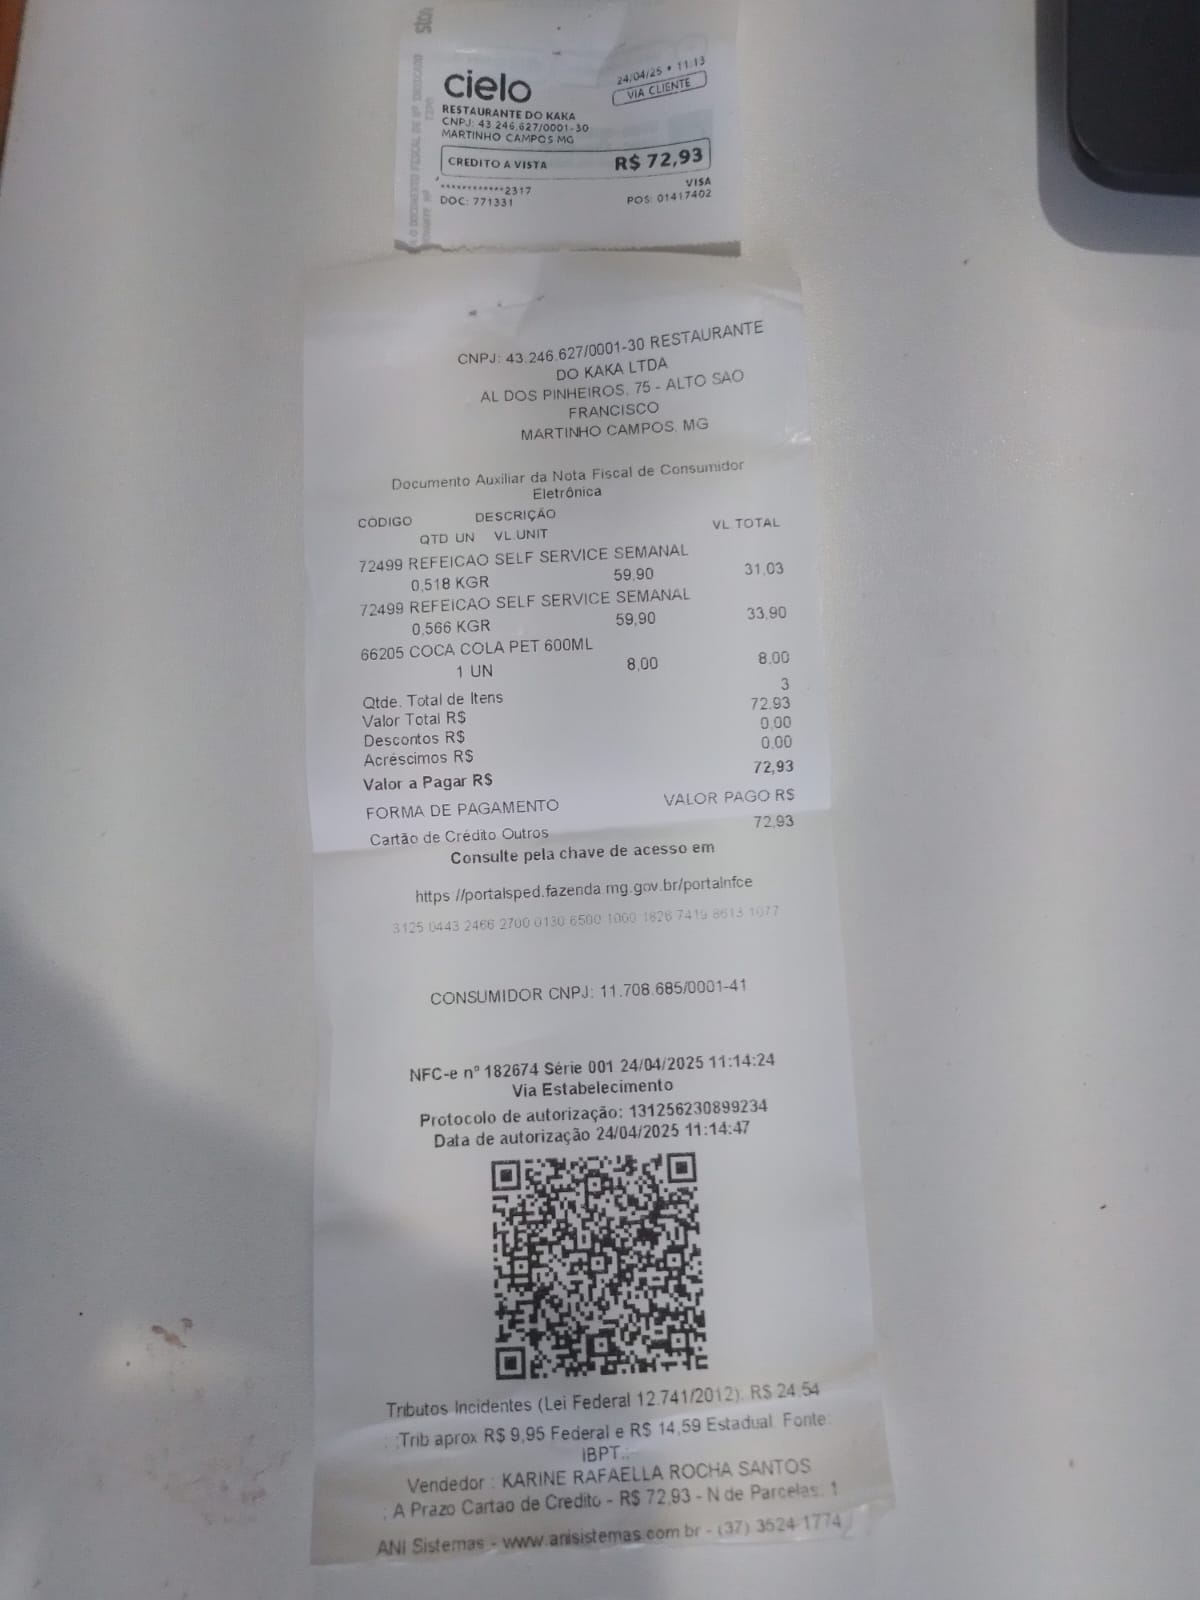 cielo
24/04/25 • 11:13
VIA CLIENTE
RESTAURANTE DO KAKA
CNPJ: 43.246.627/0001-30
MARTINHO CAMPOS MG
CREDITO A VISTA R$ 72,93
************2317 VISA
DOC: 771331 POS: 01417402
CNPJ: 43.246.627/0001-30 RESTAURANTE
DO KAKA LTDA
AL DOS PINHEIROS, 75 - ALTO SAO
FRANCISCO
MARTINHO CAMPOS, MG
Documento Auxiliar da Nota Fiscal de Consumidor
Eletrônica
CÓDIGO DESCRIÇÃO
QTD UN VL.UNIT VL.TOTAL
72499 REFEICAO SELF SERVICE SEMANAL
0,518 KGR 59,90 31,03
72499 REFEICAO SELF SERVICE SEMANAL
0,566 KGR 59,90 33,90
66205 COCA COLA PET 600ML
1 UN 8,00 8,00
Qtde. Total de Itens 3
Valor Total R$ 72,93
Descontos R$ 0,00
Acréscimos R$ 0,00
Valor a Pagar R$ 72,93
FORMA DE PAGAMENTO VALOR PAGO R$
Cartão de Crédito Outros 72,93
Consulte pela chave de acesso em
https://portalsped.fazenda.mg.gov.br/portalnfce
3125 0443 2466 2700 0130 6500 1000 1826 7419 8613 1077
CONSUMIDOR CNPJ: 11.708.685/0001-41
NFC-e nº 182674 Série 001 24/04/2025 11:14:24
Via Estabelecimento
Protocolo de autorização: 131256230899234
Data de autorização 24/04/2025 11:14:47
Tributos Incidentes (Lei Federal 12.741/2012): R$ 24,54
:Trib aprox R$ 9,95 Federal e R$ 14,59 Estadual. Fonte:
IBPT.:
Vendedor : KARINE RAFAELLA ROCHA SANTOS
: A Prazo Cartao de Credito - R$ 72,93 - N de Parcelas: 1
ANI Sistemas - www.anisistemas.com.br - (37) 3524-1774